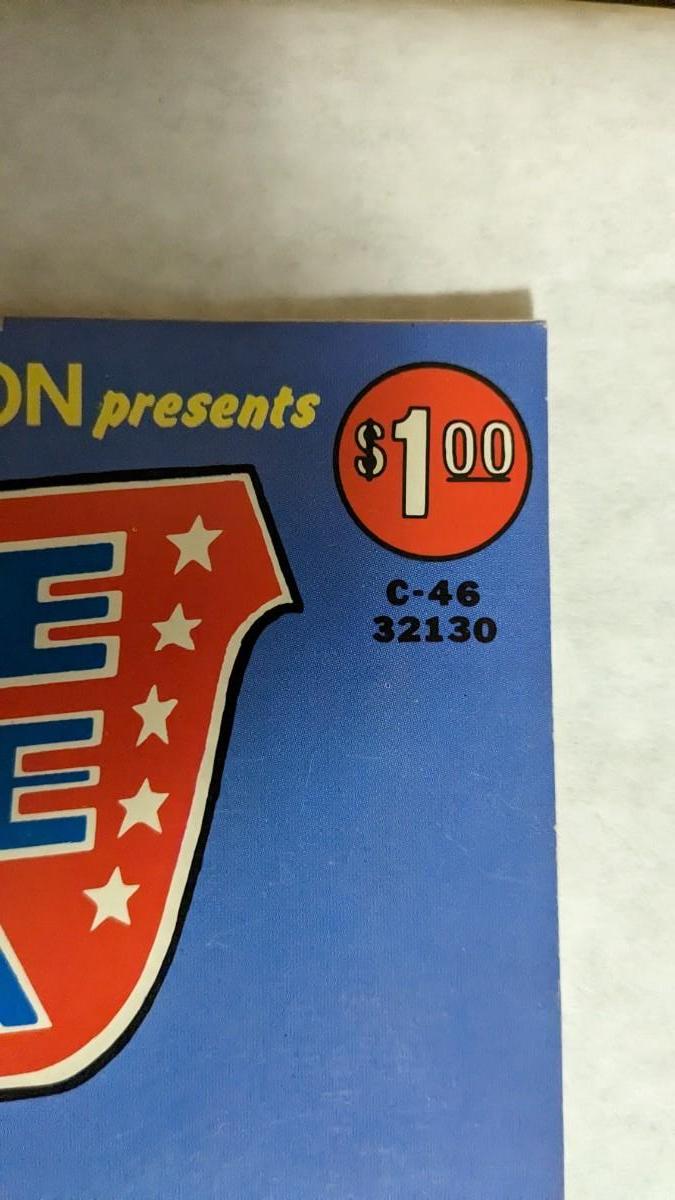 ON presents
$1.00
C-46
32130
E
E
A